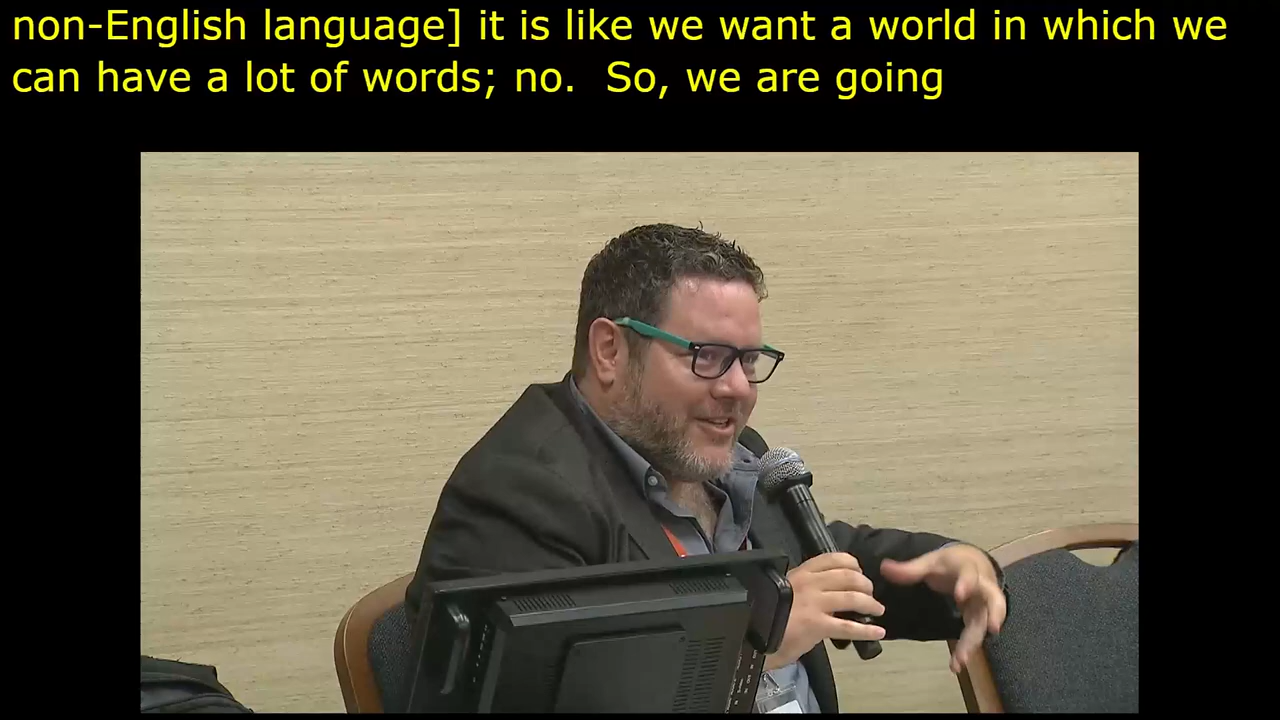 non-English language] it is like we want a world in which we
can have a lot of words; no.  So, we are going